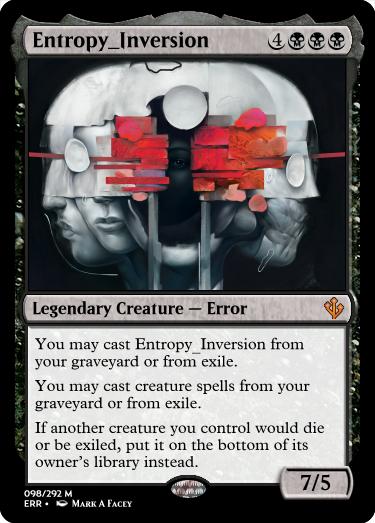 Entropy_Inversion 4
Legendary Creature — Error
You may cast Entropy_Inversion from
your graveyard or from exile.
You may cast creature spells from your
graveyard or from exile.
If another creature you control would die
or be exiled, put it on the bottom of its
owner's library instead.
7/5
098/292 M
ERR • Mark A Facey